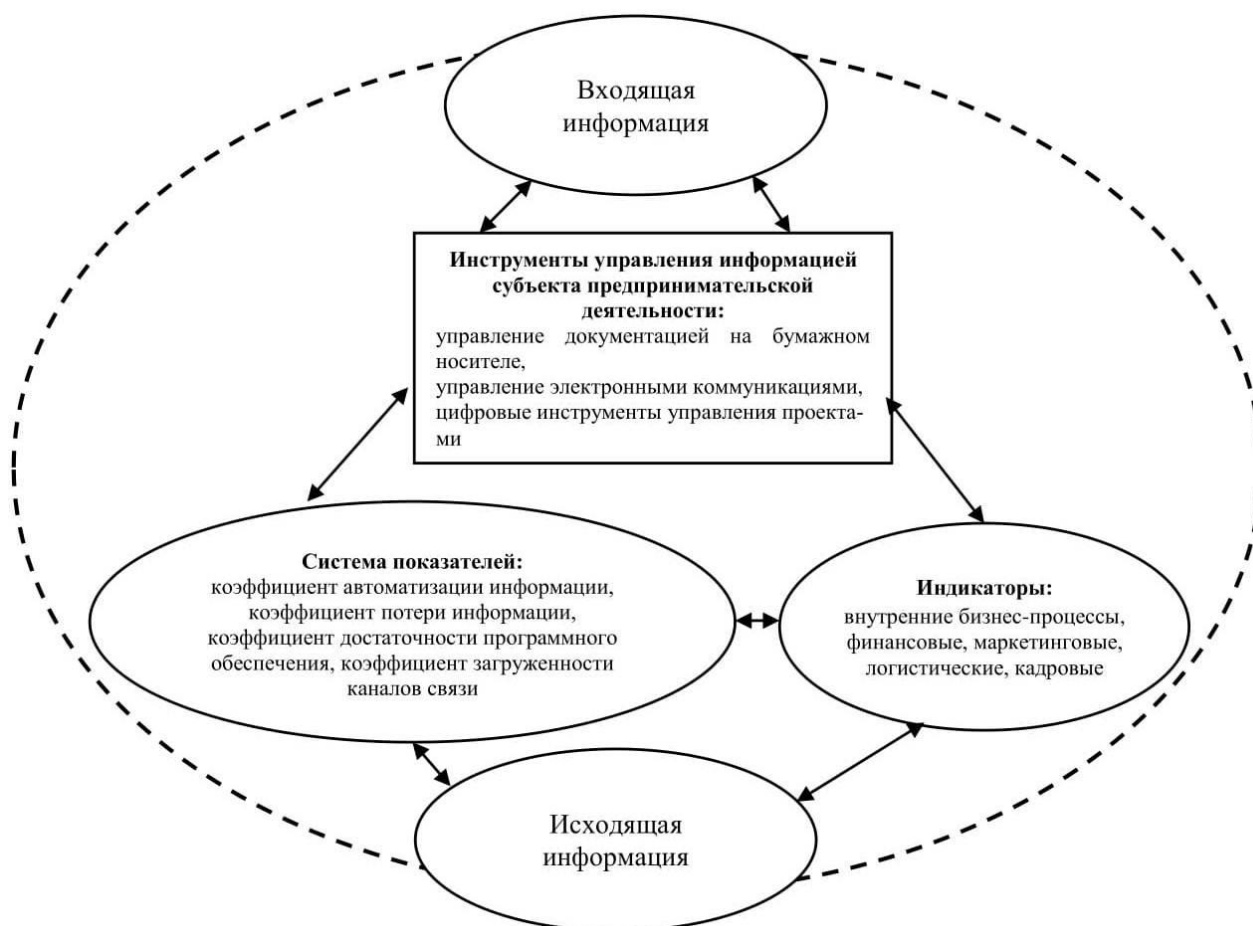 Входящая
информация
Инструменты управления информацией
субъекта предпринимательской
деятельности:
управление документацией на бумажном
носителе,
управление электронными коммуникациями,
цифровые инструменты управления проекта-
ми
Система показателей:
коэффициент автоматизации информации,
коэффициент потери информации,
коэффициент достаточности программного
обеспечения, коэффициент загруженности
каналов связи
Индикаторы:
внутренние бизнес-процессы,
финансовые, маркетинговые,
логистические, кадровые
Исходящая
информация